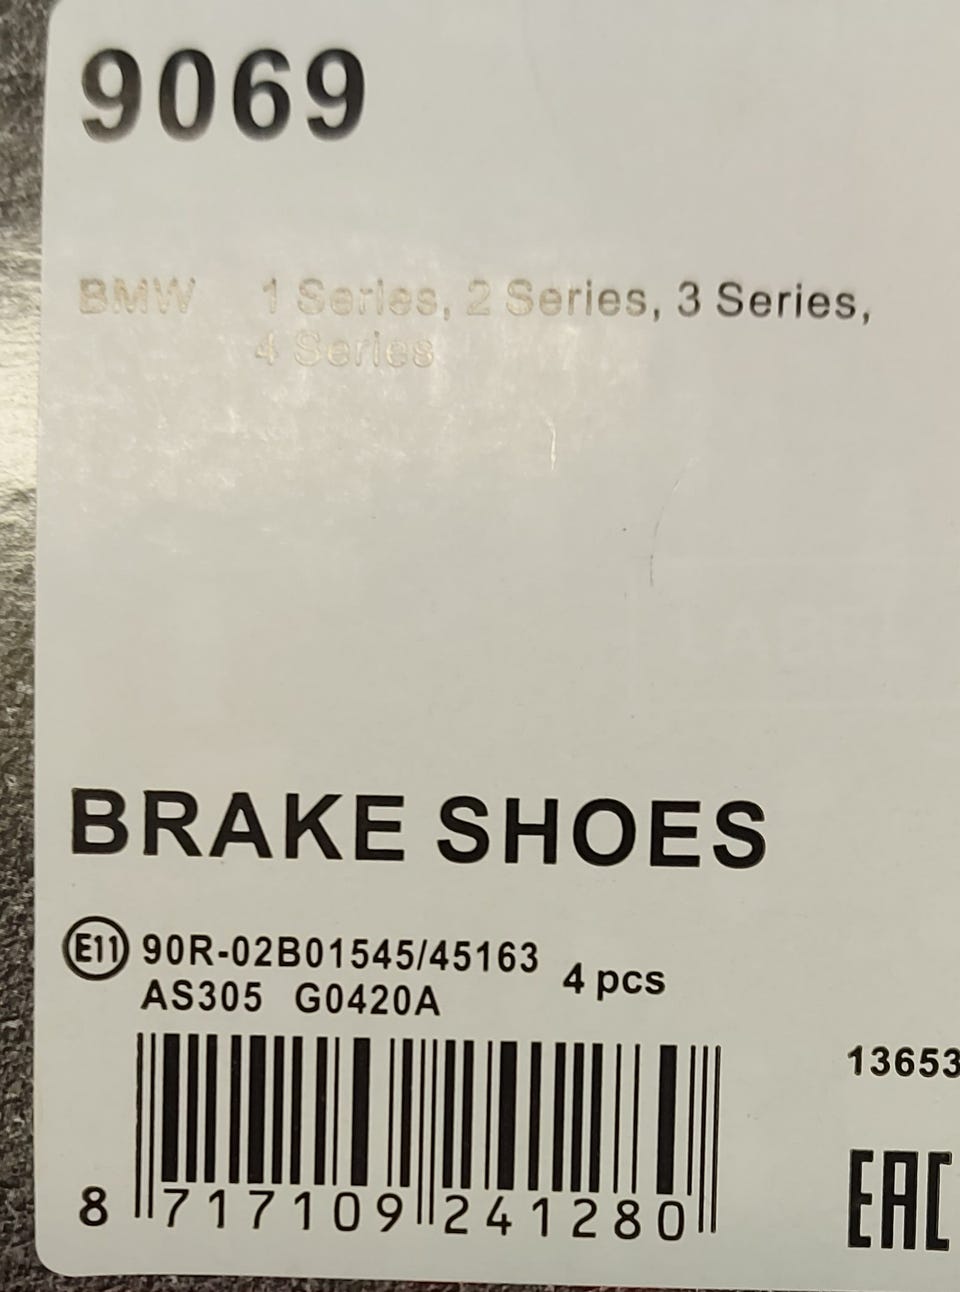 9069
BMW 1 Series, 2 Series, 3 Series,
4 Series
BRAKE SHOES
E11 90R-02B01545/45163
AS305 G0420A
4 pcs
13653
8 717109 241280
EAC